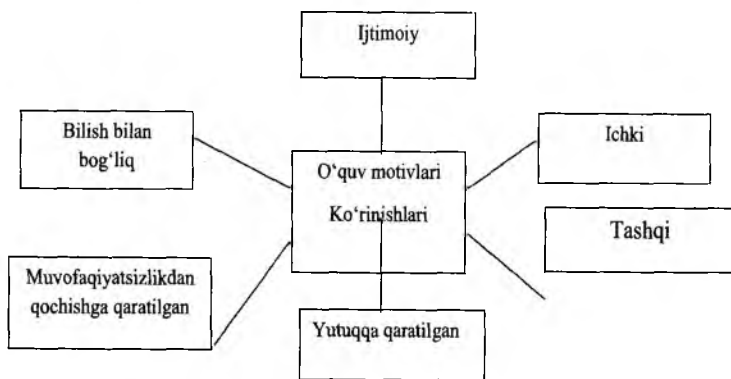 Ijtimoiy
Bilish bilan
bog‘liq
Ichki
O‘quv motivlari
Ko‘rinishlari
Tashqi
Muvofaqiyatsizlikdan
qochishga qaratilgan
Yutuqqa qaratilgan